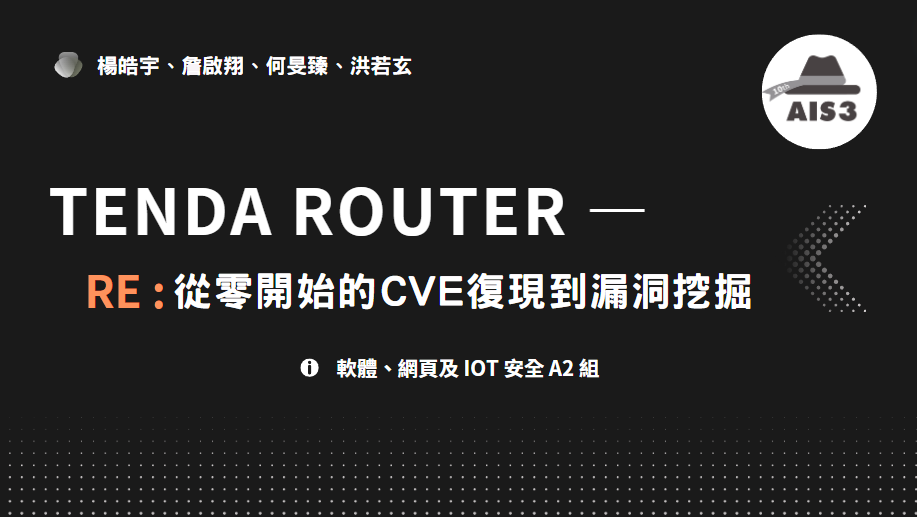 楊皓宇、詹啟翔、何旻臻、洪若玄
10th
AIS3
TENDA ROUTER —
RE : 從零開始的CVE復現到漏洞挖掘
軟體、網頁及 IOT 安全 A2 組